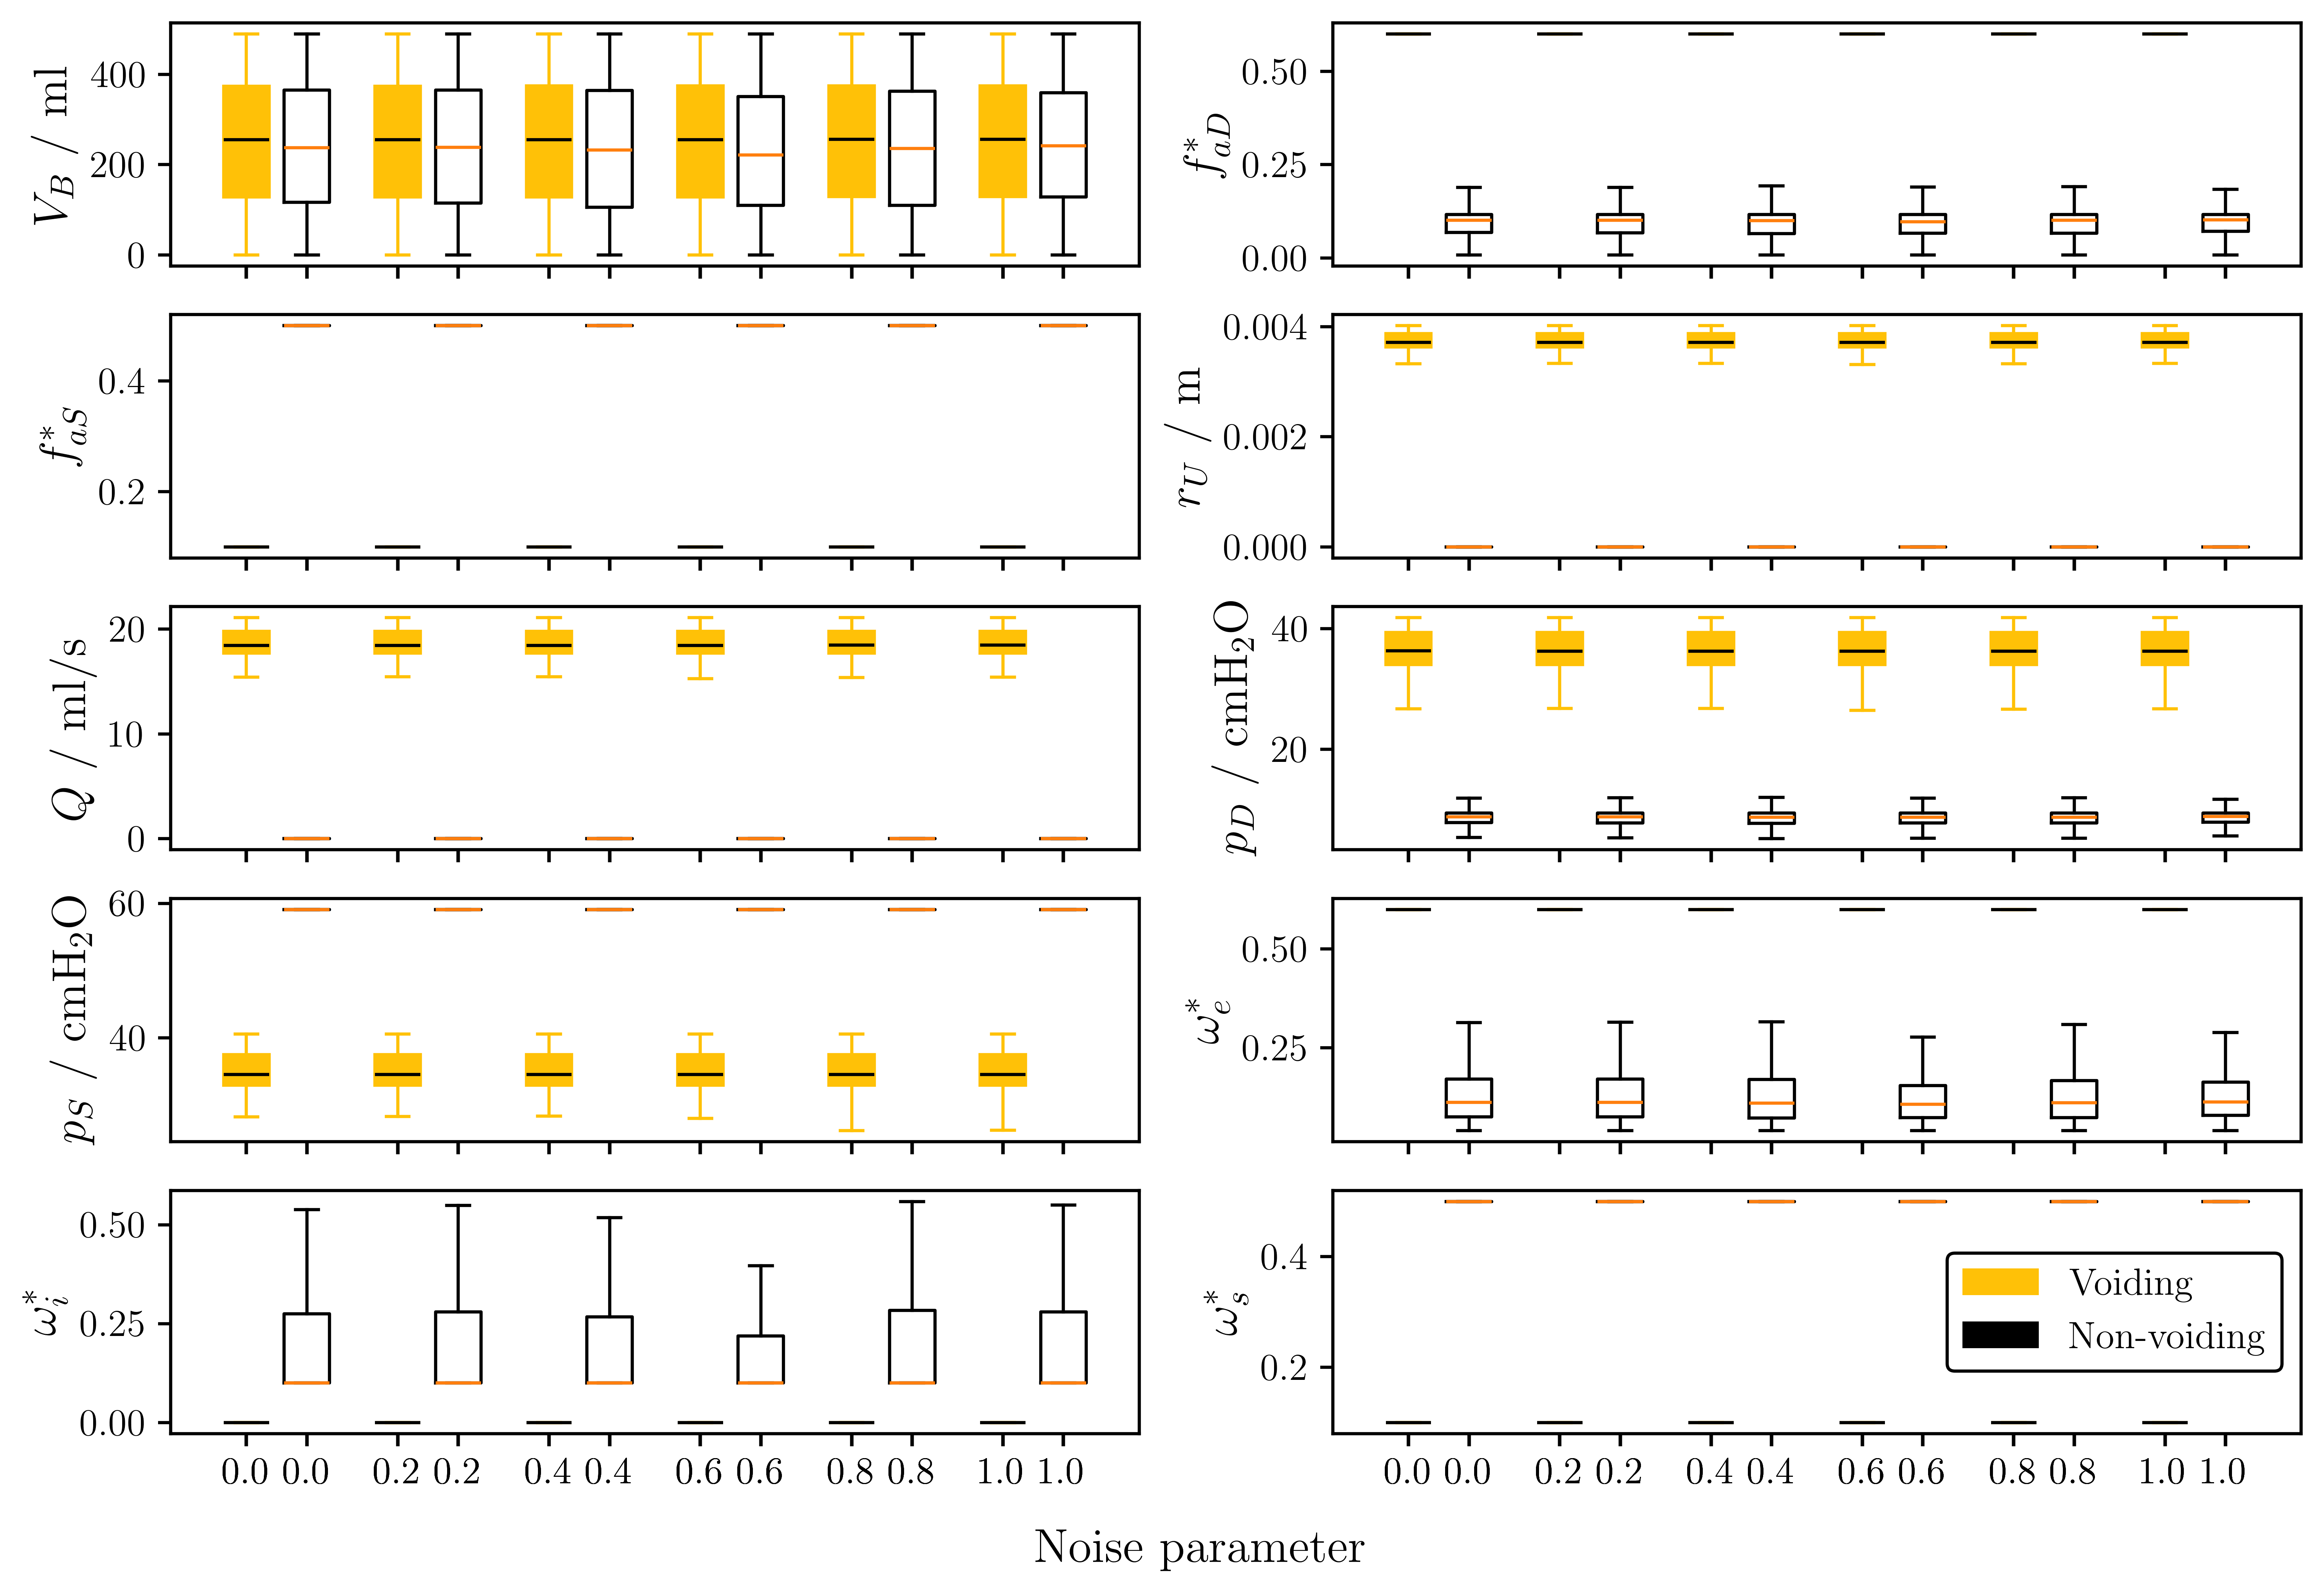 V_B / ml
400
200
0
f*_aD
0.50
0.25
0.00
f*_aS
0.4
0.2
r_U / m
0.004
0.002
0.000
Q / ml/s
20
10
0
p_D / cmH₂O
40
20
p_S / cmH₂O
60
40
ω*_e
0.50
0.25
ω*_i
0.50
0.25
0.00
ω*_s
0.4
0.2
Voiding
Non-voiding
0.0 0.0 0.2 0.2 0.4 0.4 0.6 0.6 0.8 0.8 1.0 1.0
0.0 0.0 0.2 0.2 0.4 0.4 0.6 0.6 0.8 0.8 1.0 1.0
Noise parameter